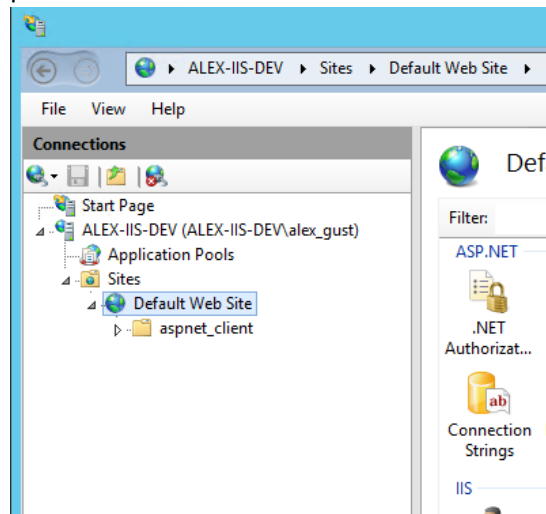 ALEX-IIS-DEV Sites Default Web Site
File View Help
Connections
Start Page
ALEX-IIS-DEV (ALEX-IIS-DEV\alex_gust)
Application Pools
Sites
Default Web Site
aspnet_client
Def
Filter:
ASP.NET
.NET
Authorizat...
ab
Connection
Strings
IIS